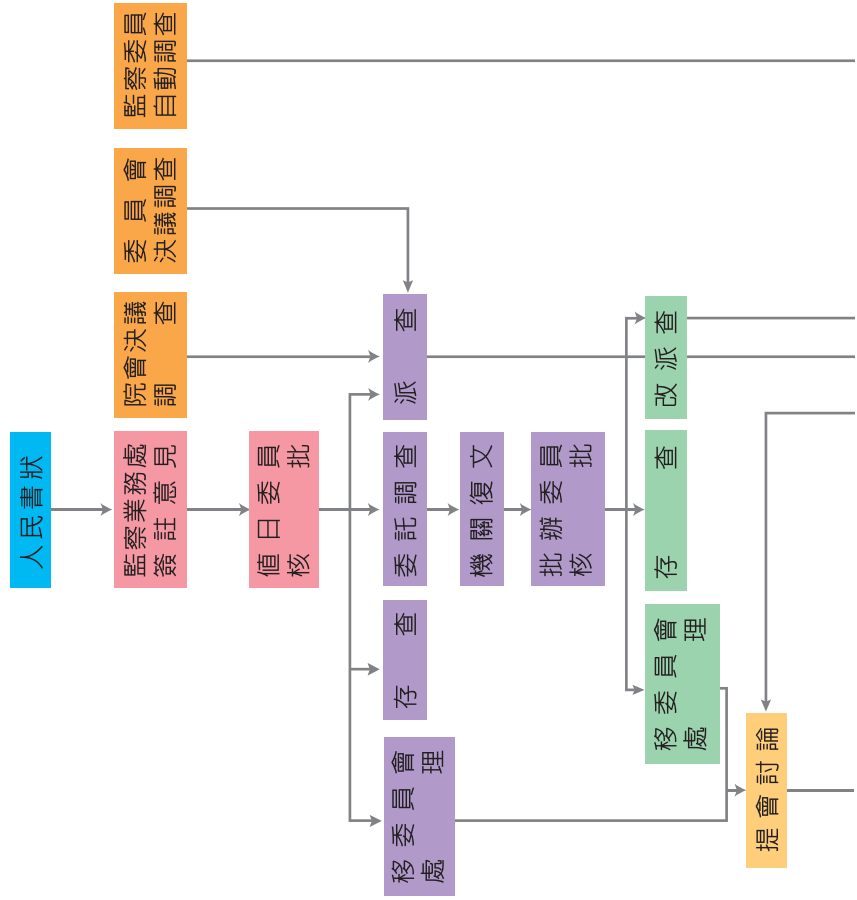 人民書狀
監察業務處
簽註意見
院會決議
調查
委員會
決議調查
監察委員
自動調查
值日委員
核批
移委員會
處理
存查
委託調查
派查
機關復文
批辦委員
核批
移委員會
處理
存查
改派查
提會討論